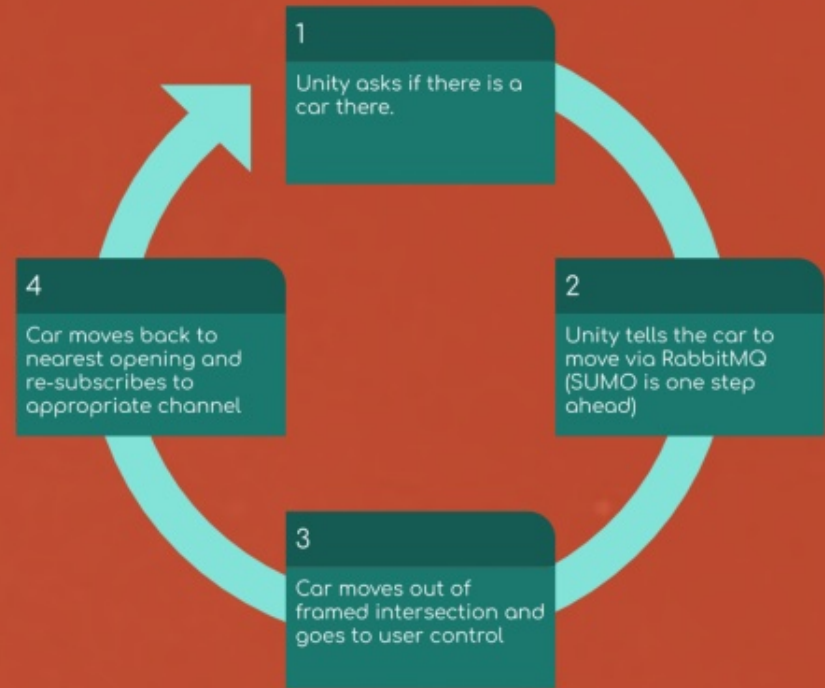 1
Unity asks if there is a
car there.
2
Unity tells the car to
move via RabbitMQ
(SUMO is one step
ahead)
3
Car moves out of
framed intersection and
goes to user control
4
Car moves back to
nearest opening and
re-subscribes to
appropriate channel